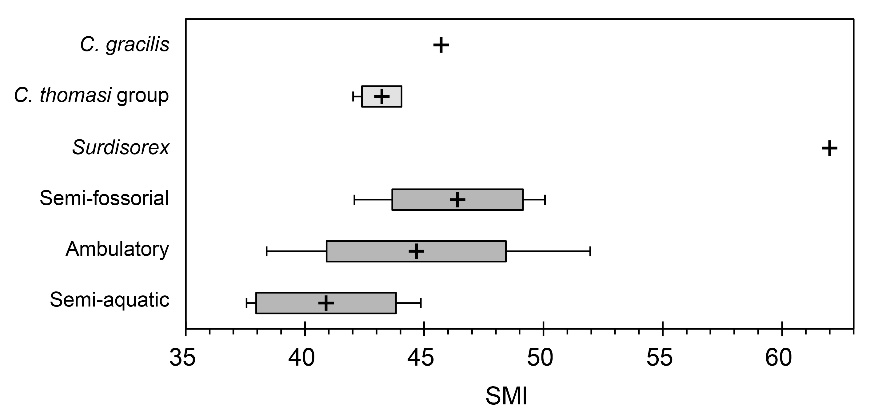 C. gracilis
C. thomasi group
Surdisorex
Semi-fossorial
Ambulatory
Semi-aquatic
35 40 45 50 55 60
SMI